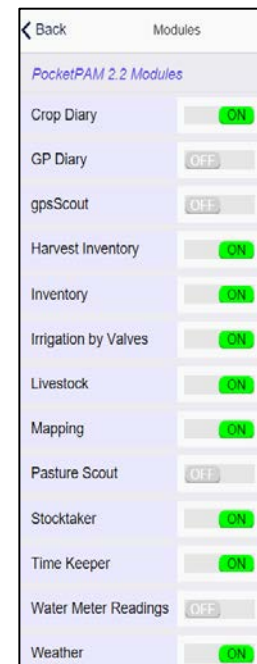 Back Modules
PocketPAM 2.2 Modules
Crop Diary ON
GP Diary OFF
gpsScout OFF
Harvest Inventory ON
Inventory ON
Irrigation by Valves ON
Livestock ON
Mapping ON
Pasture Scout OFF
Stocktaker ON
Time Keeper ON
Water Meter Readings OFF
Weather ON